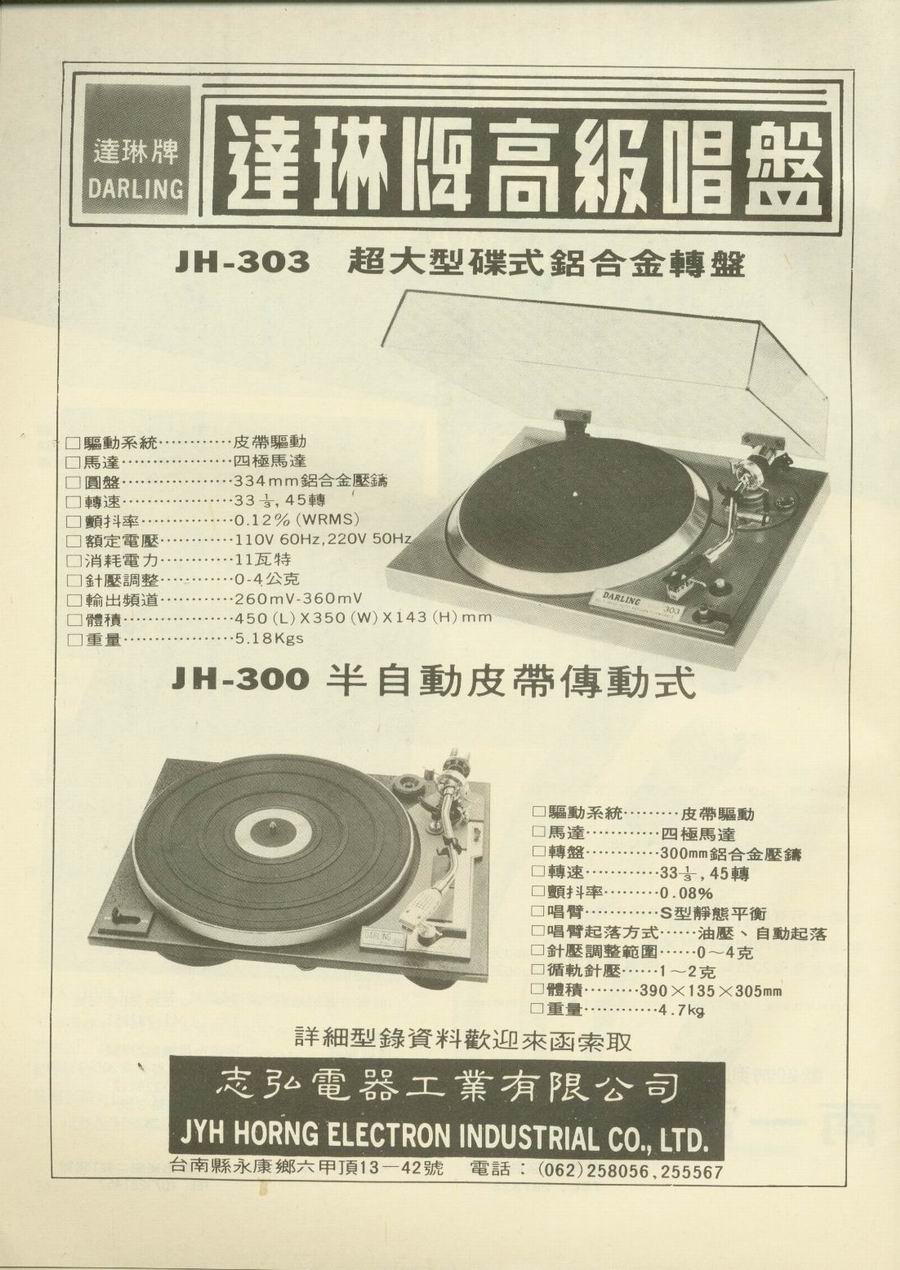 達琳牌
DARLING
達琳牌高級唱盤
JH-303 超大型碟式鋁合金轉盤
□驅動系統············皮帶驅動
□馬達··················四極馬達
□圓盤··················334mm鋁合金壓鑄
□轉速··················33⅓, 45轉
□顫抖率···············0.12%(WRMS)
□額定電壓············110V 60Hz,220V 50Hz
□消耗電力············11瓦特
□針壓調整············0-4公克
□輸出頻道············260mV-360mV
□體積··················450(L)X350(W)X143(H)mm
□重量··················5.18Kgs
DARLING
303
JH-300 半自動皮帶傳動式
DARLING
□驅動系統·········皮帶驅動
□馬達············四極馬達
□轉盤············300mm鋁合金壓鑄
□轉速············33⅓, 45轉
□顫抖率·········0.08%
□唱臂············S型靜態平衡
□唱臂起落方式······油壓、自動起落
□針壓調整範圍······0～4克
□循軌針壓······1～2克
□體積·········390×135×305mm
□重量············4.7kg
詳細型錄資料歡迎來函索取
志弘電器工業有限公司
JYH HORNG ELECTRON INDUSTRIAL CO., LTD.
台南縣永康鄉六甲頂13－42號 電話：(062)258056,255567